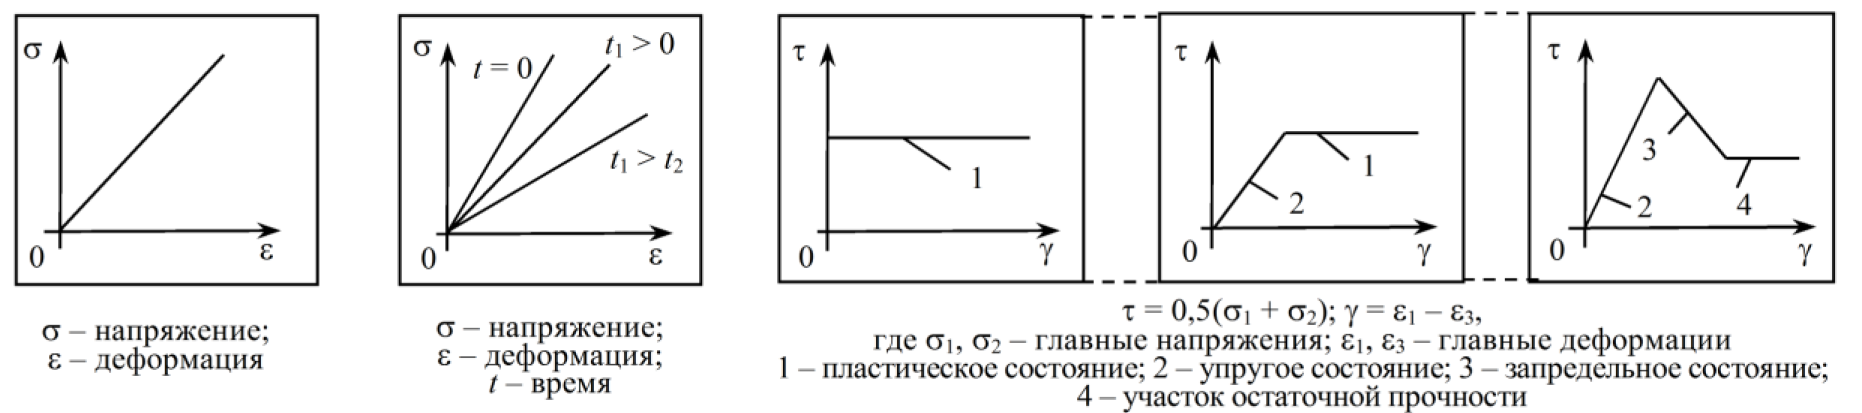 σ
0
ε
σ – напряжение;
ε – деформация
σ
t = 0
t₁ > 0
t₁ > t₂
0
ε
σ – напряжение;
ε – деформация;
t – время
τ
1
0
γ
τ
1
2
0
γ
τ
3
2
4
0
γ
τ = 0,5(σ₁ + σ₂); γ = ε₁ – ε₃,
где σ₁, σ₂ – главные напряжения; ε₁, ε₃ – главные деформации
1 – пластическое состояние; 2 – упругое состояние; 3 – запредельное состояние;
4 – участок остаточной прочности